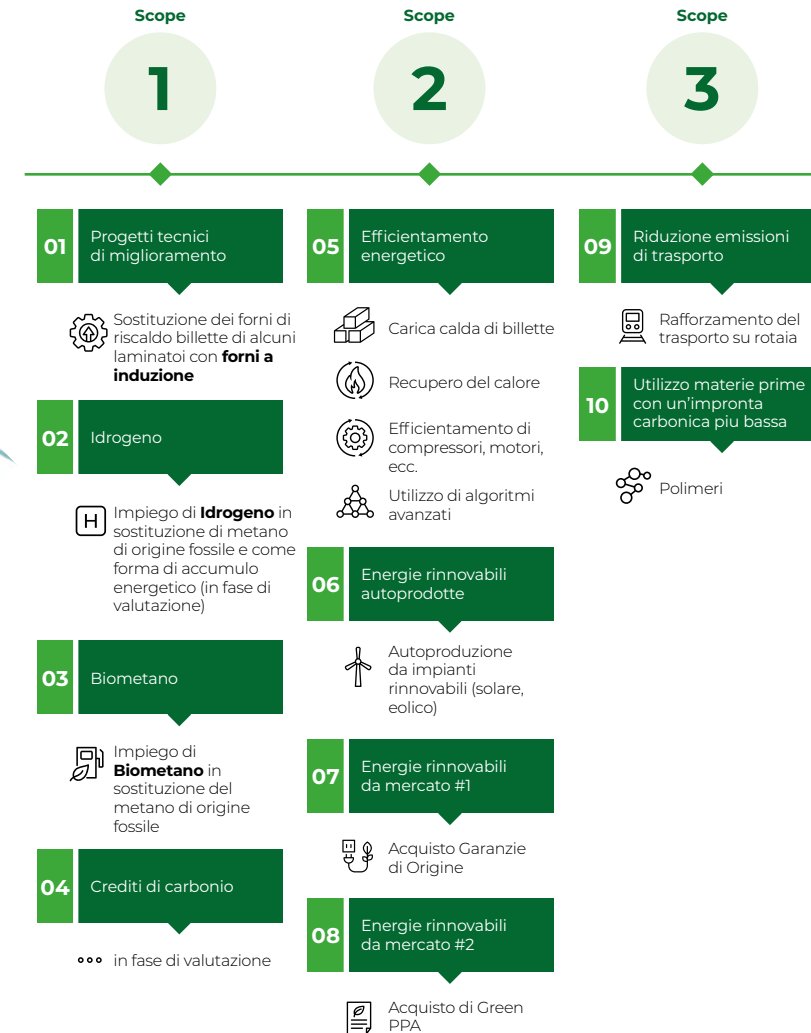 Scope
1
01
Progetti tecnici
di miglioramento
Sostituzione dei forni di
riscaldo billette di alcuni
laminatoi con forni a
induzione
02
Idrogeno
H
Impiego di Idrogeno in
sostituzione di metano
di origine fossile e come
forma di accumulo
energetico (in fase di
valutazione)
03
Biometano
Impiego di
Biometano in
sostituzione del
metano di origine
fossile
04
Crediti di carbonio
in fase di valutazione
Scope
2
05
Efficientamento
energetico
Carica calda di billette
Recupero del calore
Efficientamento di
compressori, motori,
ecc.
Utilizzo di algoritmi
avanzati
06
Energie rinnovabili
autoprodotte
Autoproduzione
da impianti
rinnovabili (solare,
eolico)
07
Energie rinnovabili
da mercato #1
Acquisto Garanzie
di Origine
08
Energie rinnovabili
da mercato #2
Acquisto di Green
PPA
Scope
3
09
Riduzione emissioni
di trasporto
Rafforzamento del
trasporto su rotaia
10
Utilizzo materie prime
con un'impronta
carbonica piu bassa
Polimeri